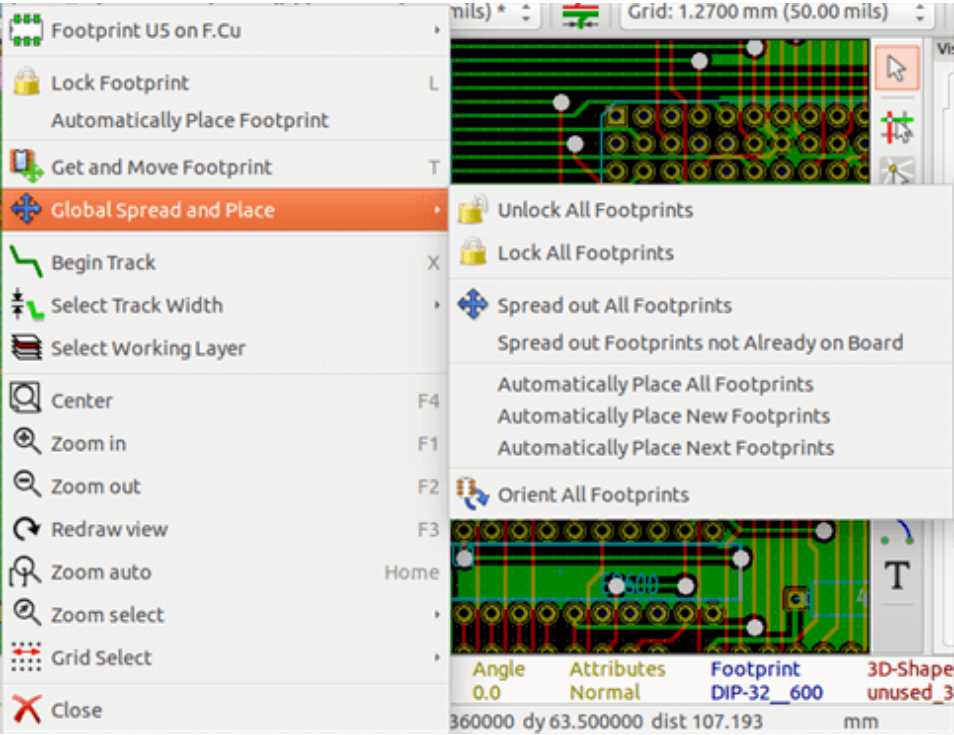 mils) *
Grid: 1.2700 mm (50.00 mils)
Footprint U5 on F.Cu
Vis
Lock Footprint L
Automatically Place Footprint
Get and Move Footprint T
Global Spread and Place
Unlock All Footprints
Lock All Footprints
Begin Track X
Select Track Width
Spread out All Footprints
Select Working Layer
Spread out Footprints not Already on Board
Automatically Place All Footprints
Center F4
Automatically Place New Footprints
Zoom in F1
Automatically Place Next Footprints
Zoom out F2
Orient All Footprints
Redraw view F3
Zoom auto Home
T
Zoom select
4
Grid Select
Angle Attributes Footprint 3D-Shape
0.0 Normal DIP-32__600 unused_3
Close
360000 dy 63.500000 dist 107.193 mm